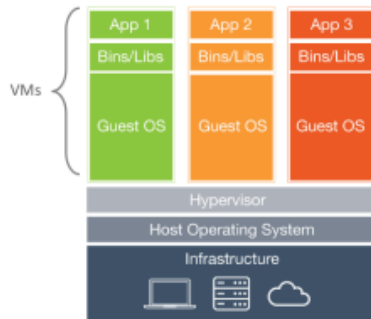 App 1 App 2 App 3
Bins/Libs Bins/Libs Bins/Libs
VMs
Guest OS Guest OS Guest OS
Hypervisor
Host Operating System
Infrastructure